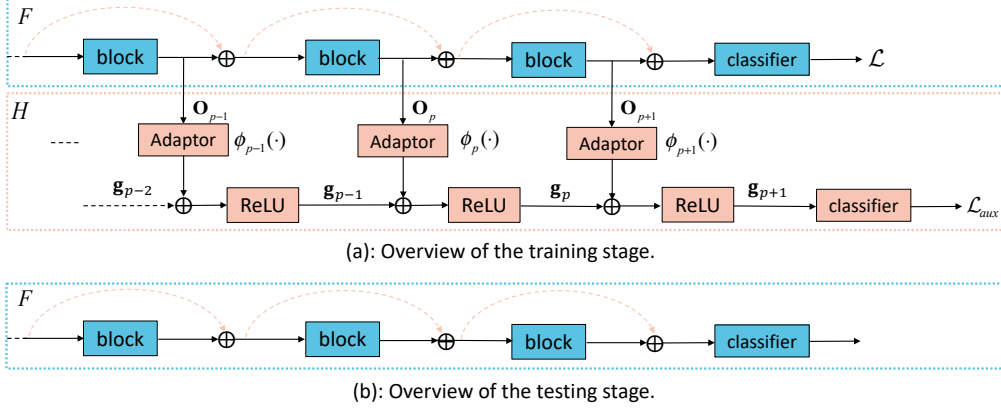 F
block
block
block
classifier
ℒ
H
O_{p-1}
O_p
O_{p+1}
Adaptor
ϕ_{p-1}(·)
Adaptor
ϕ_p(·)
Adaptor
ϕ_{p+1}(·)
g_{p-2}
ReLU
g_{p-1}
ReLU
g_p
ReLU
g_{p+1}
classifier
ℒ_{aux}
(a): Overview of the training stage.
F
block
block
block
classifier
(b): Overview of the testing stage.